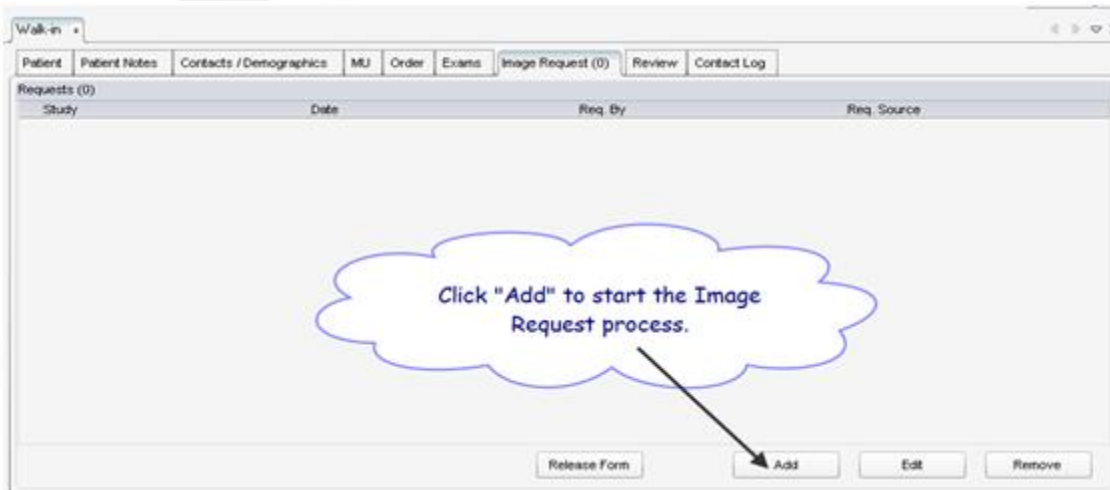 Walk-in
Patient Patient Notes Contacts / Demographics MU Order Exams Image Request (0) Review Contact Log
Requests (0)
Study Date Req. By Req. Source
Click "Add" to start the Image
Request process.
Release Form Add Edit Remove